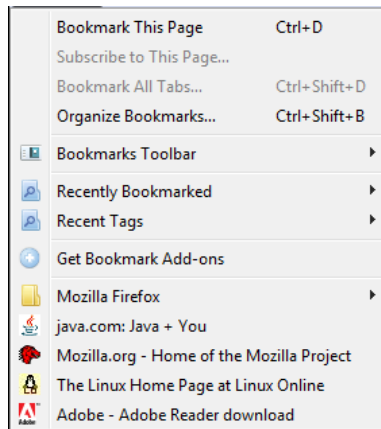 Bookmark This Page Ctrl+D
Subscribe to This Page...
Bookmark All Tabs... Ctrl+Shift+D
Organize Bookmarks... Ctrl+Shift+B
Bookmarks Toolbar
Recently Bookmarked
Recent Tags
Get Bookmark Add-ons
Mozilla Firefox
java.com: Java + You
Mozilla.org - Home of the Mozilla Project
The Linux Home Page at Linux Online
Adobe
Adobe - Adobe Reader download